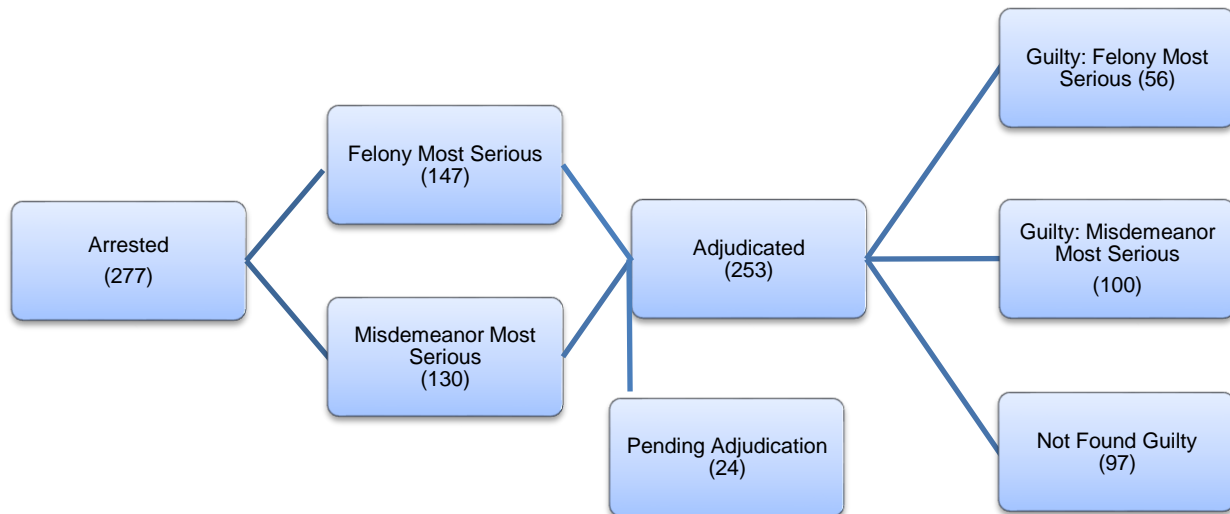 Arrested
(277)
Felony Most Serious
(147)
Misdemeanor Most
Serious
(130)
Adjudicated
(253)
Pending Adjudication
(24)
Guilty: Felony Most
Serious (56)
Guilty: Misdemeanor
Most Serious
(100)
Not Found Guilty
(97)